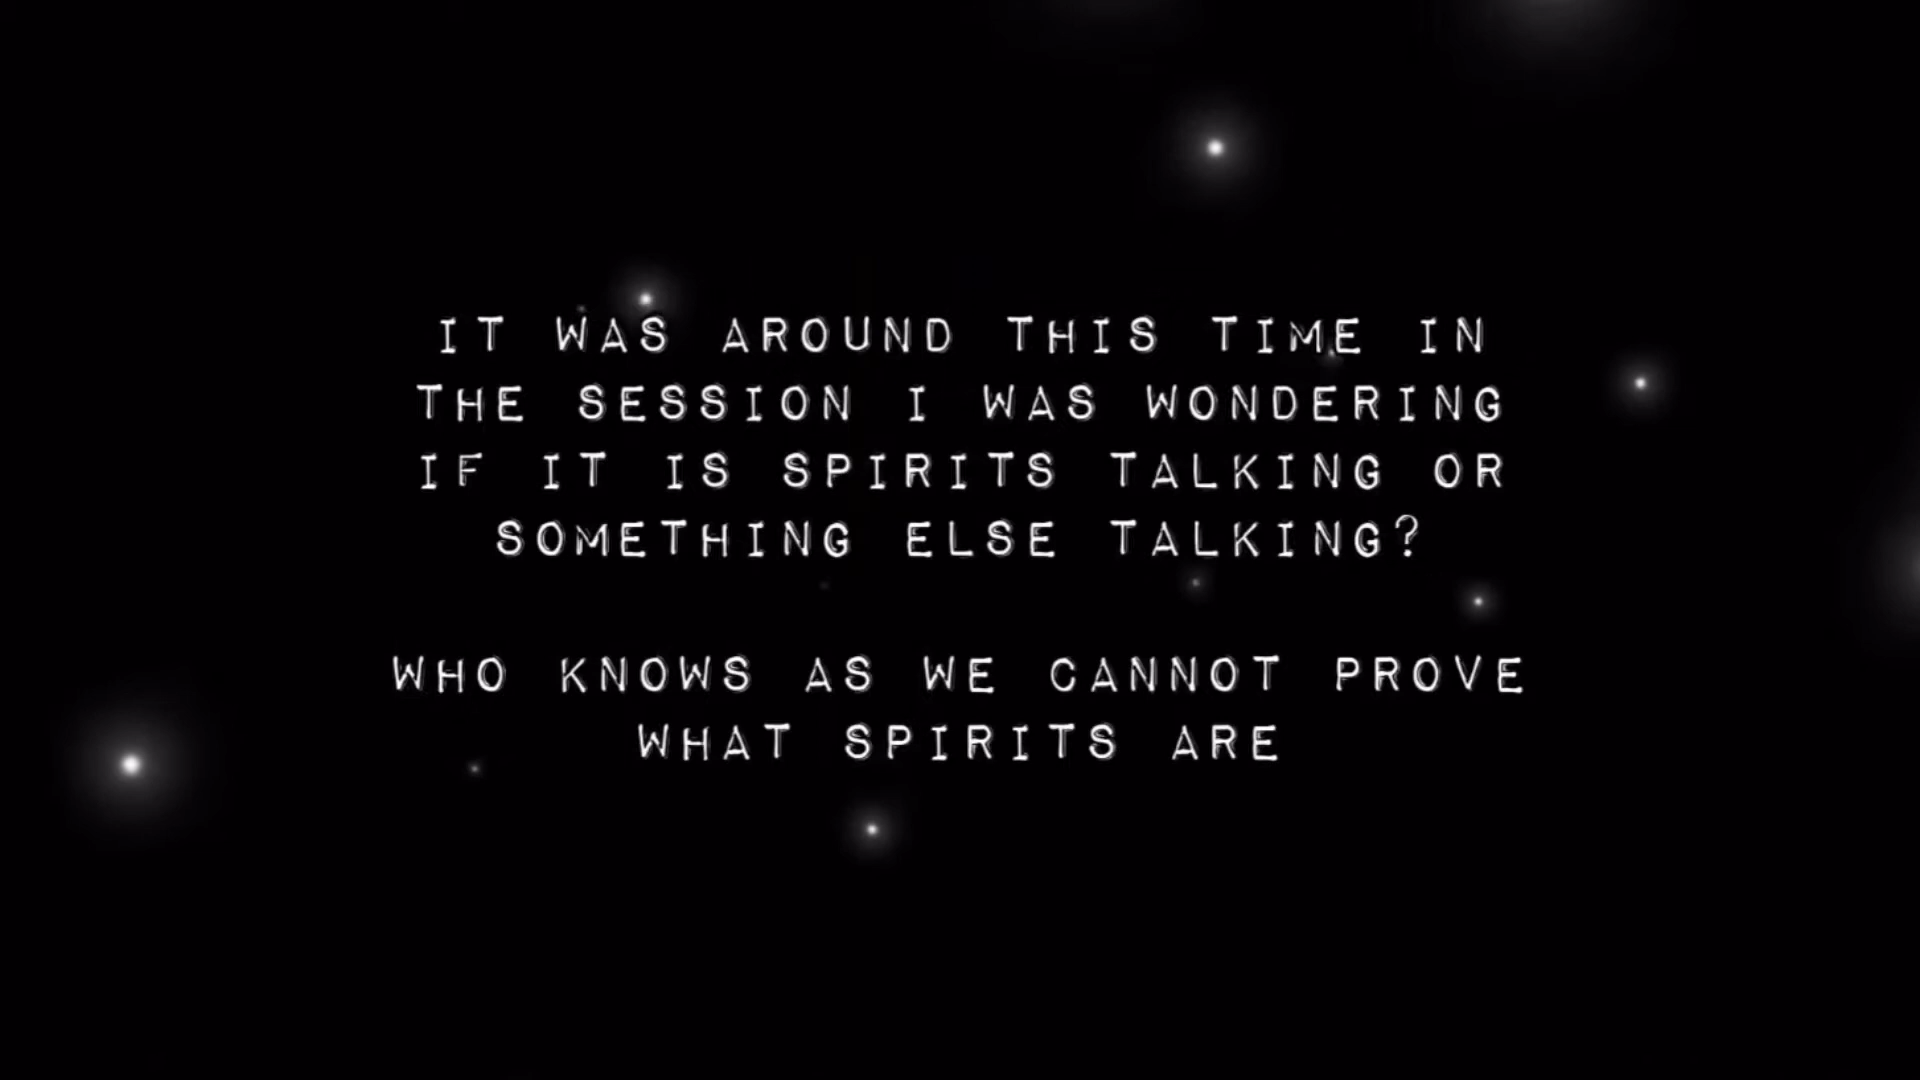 IT WAS AROUND THIS TIME IN
THE SESSION I WAS WONDERING
IF IT IS SPIRITS TALKING OR
SOMETHING ELSE TALKING?
WHO KNOWS AS WE CANNOT PROVE
WHAT SPIRITS ARE